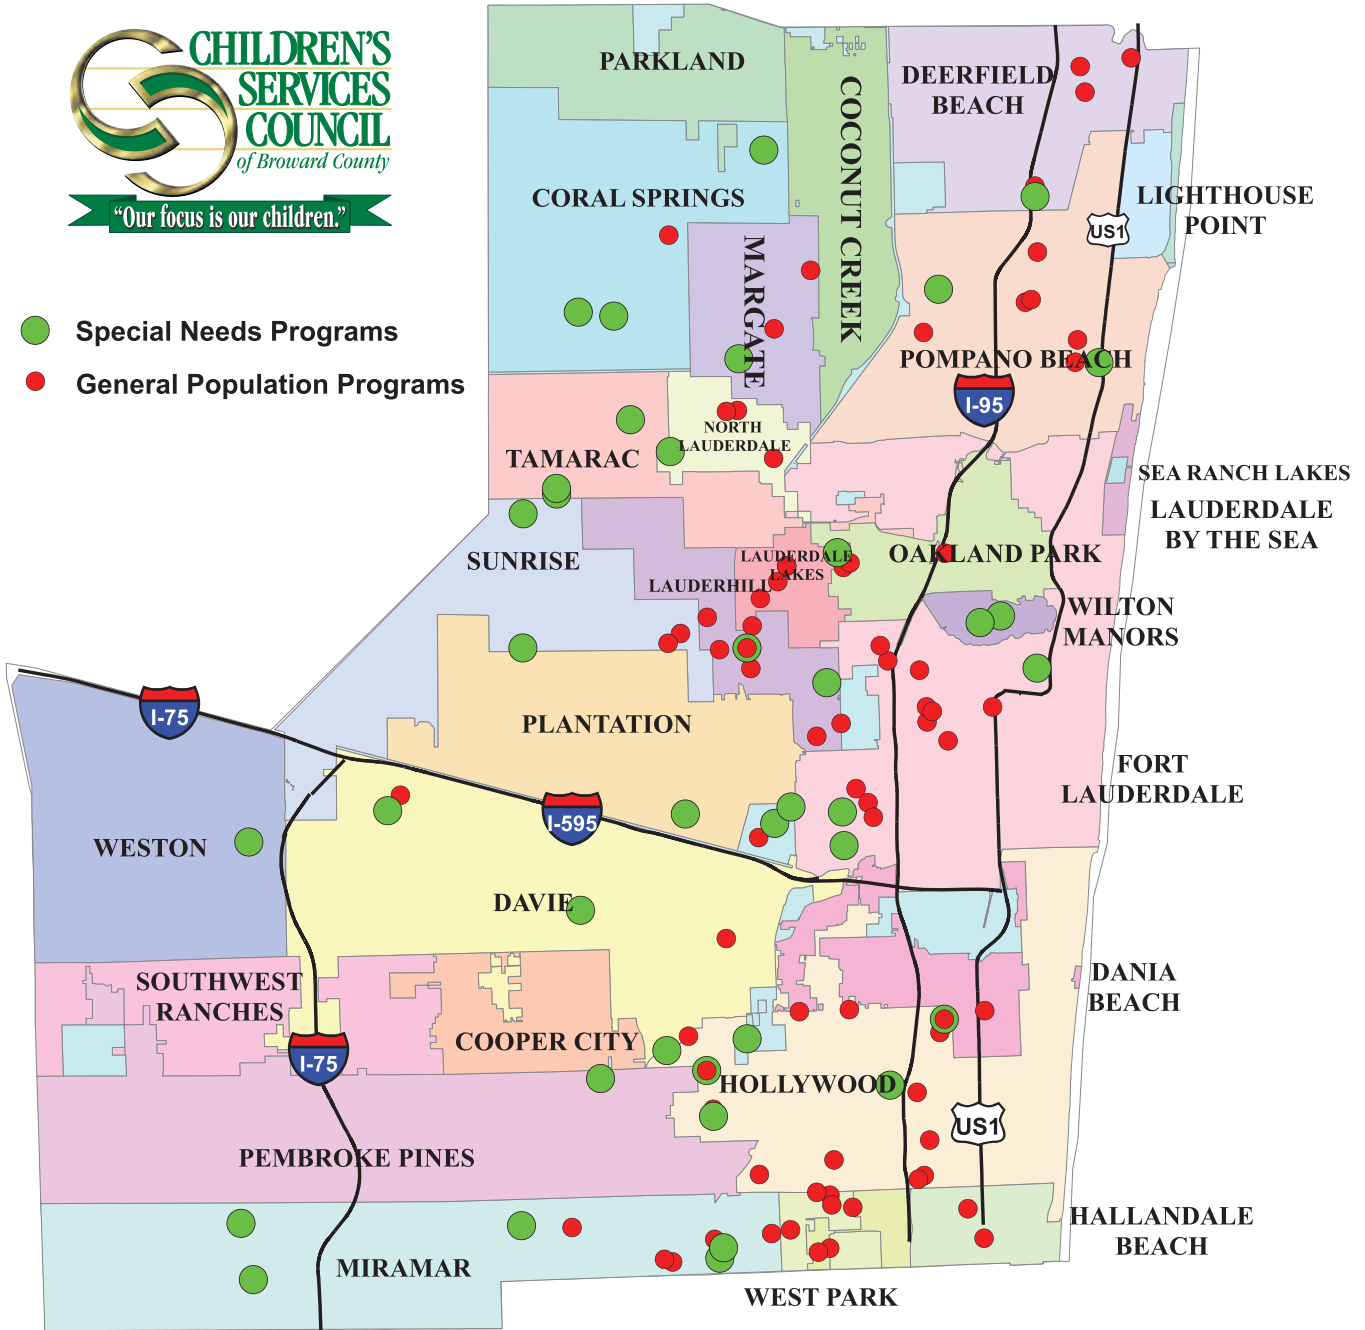 CHILDREN'S
SERVICES
COUNCIL
of Broward County
"Our focus is our children."
Special Needs Programs
General Population Programs
PARKLAND
COCONUT CREEK
DEERFIELD
BEACH
CORAL SPRINGS
LIGHTHOUSE
POINT
US1
MARGATE
POMPANO BEACH
I-95
NORTH
LAUDERDALE
TAMARAC
SEA RANCH LAKES
LAUDERDALE
BY THE SEA
SUNRISE
LAUDERDALE
LAKES
OAKLAND PARK
LAUDERHILL
WILTON
MANORS
I-75
PLANTATION
FORT
LAUDERDALE
I-595
WESTON
DAVIE
SOUTHWEST
RANCHES
DANIA
BEACH
COOPER CITY
I-75
HOLLYWOOD
US1
PEMBROKE PINES
HALLANDALE
BEACH
MIRAMAR
WEST PARK